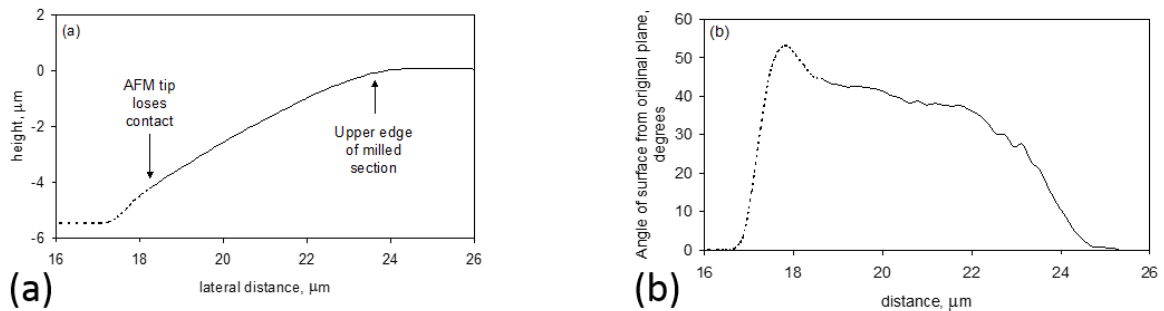 (a)
2
0
-2
-4
-6
height, μm
AFM tip
loses
contact
Upper edge
of milled
section
16 18 20 22 24 26
lateral distance, μm
(a)
(b)
60
50
40
30
20
10
0
Angle of surface from original plane,
degrees
16 18 20 22 24 26
distance, μm
(b)